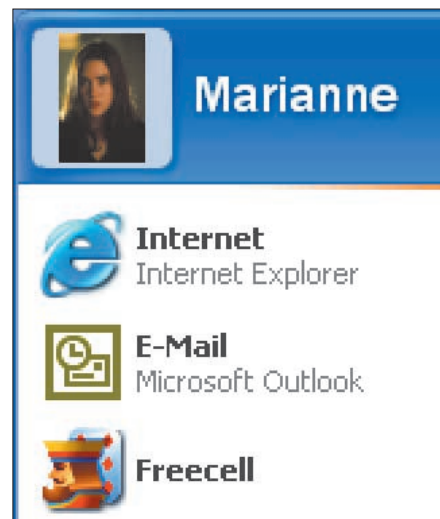 Marianne
Internet
Internet Explorer
E-Mail
Microsoft Outlook
Freecell